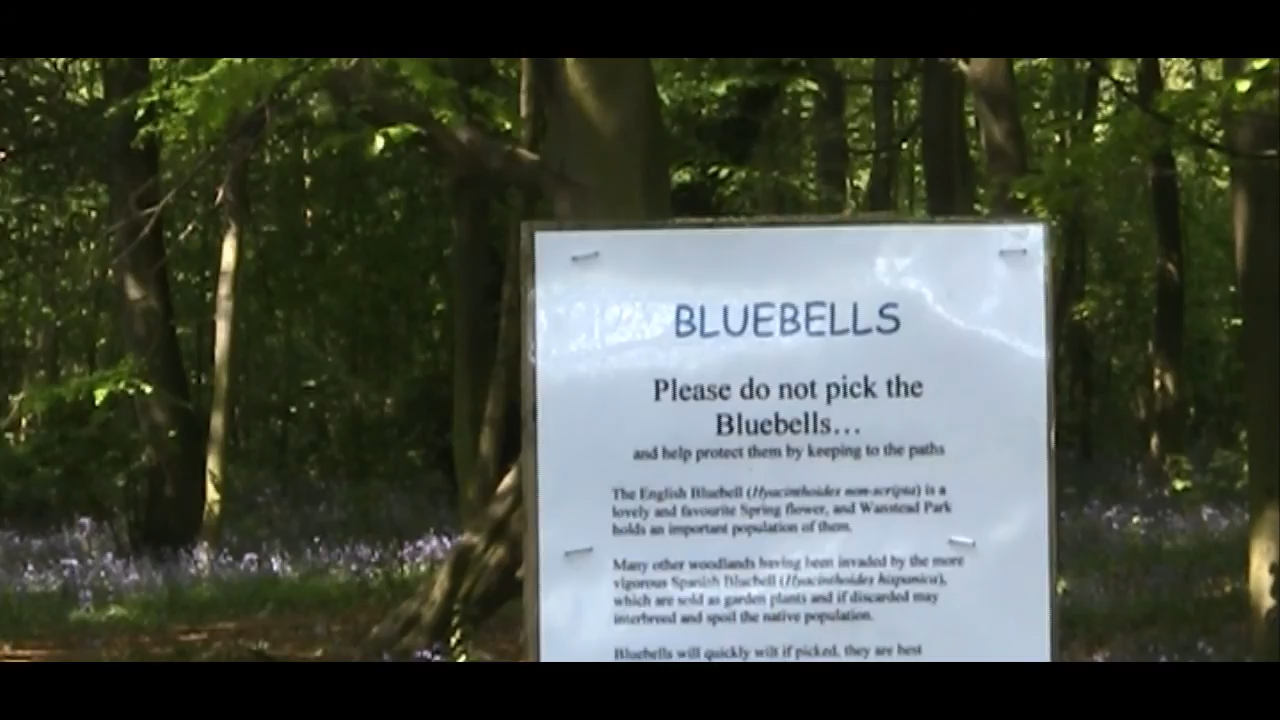 BLUEBELLS
Please do not pick the
Bluebells...
and help protect them by keeping to the paths
The English Bluebell (Hyacinthoides non-scripta) is a
lovely and favourite Spring flower, and Wanstead Park
holds an important population of them.
Many other woodlands having been invaded by the more
vigorous Spanish Bluebell (Hyacinthoides hispanica),
which are sold as garden plants and if discarded may
interbreed and spoil the native population.
Bluebells will quickly wilt if picked, they are best